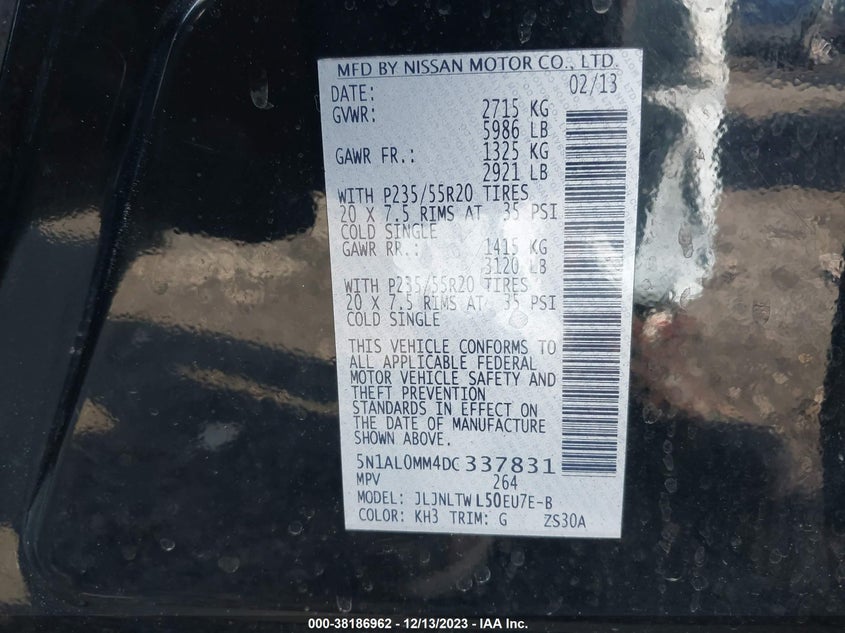 MFD BY NISSAN MOTOR CO., LTD.
DATE: 02/13
GVWR: 2715 KG
5986 LB
GAWR FR.: 1325 KG
2921 LB
WITH P235/55R20 TIRES
20 X 7.5 RIMS AT 35 PSI
COLD SINGLE
GAWR RR.: 1415 KG
3120 LB
WITH P235/55R20 TIRES
20 X 7.5 RIMS AT 35 PSI
COLD SINGLE
THIS VEHICLE CONFORMS TO
ALL APPLICABLE FEDERAL
MOTOR VEHICLE SAFETY AND
THEFT PREVENTION
STANDARDS IN EFFECT ON
THE DATE OF MANUFACTURE
SHOWN ABOVE.
5N1AL0MM4DC337831
MPV 264
MODEL: JLJNLTWL50EU7E-B
COLOR: KH3 TRIM: G ZS30A
000-38186962 - 12/13/2023 - IAA Inc.